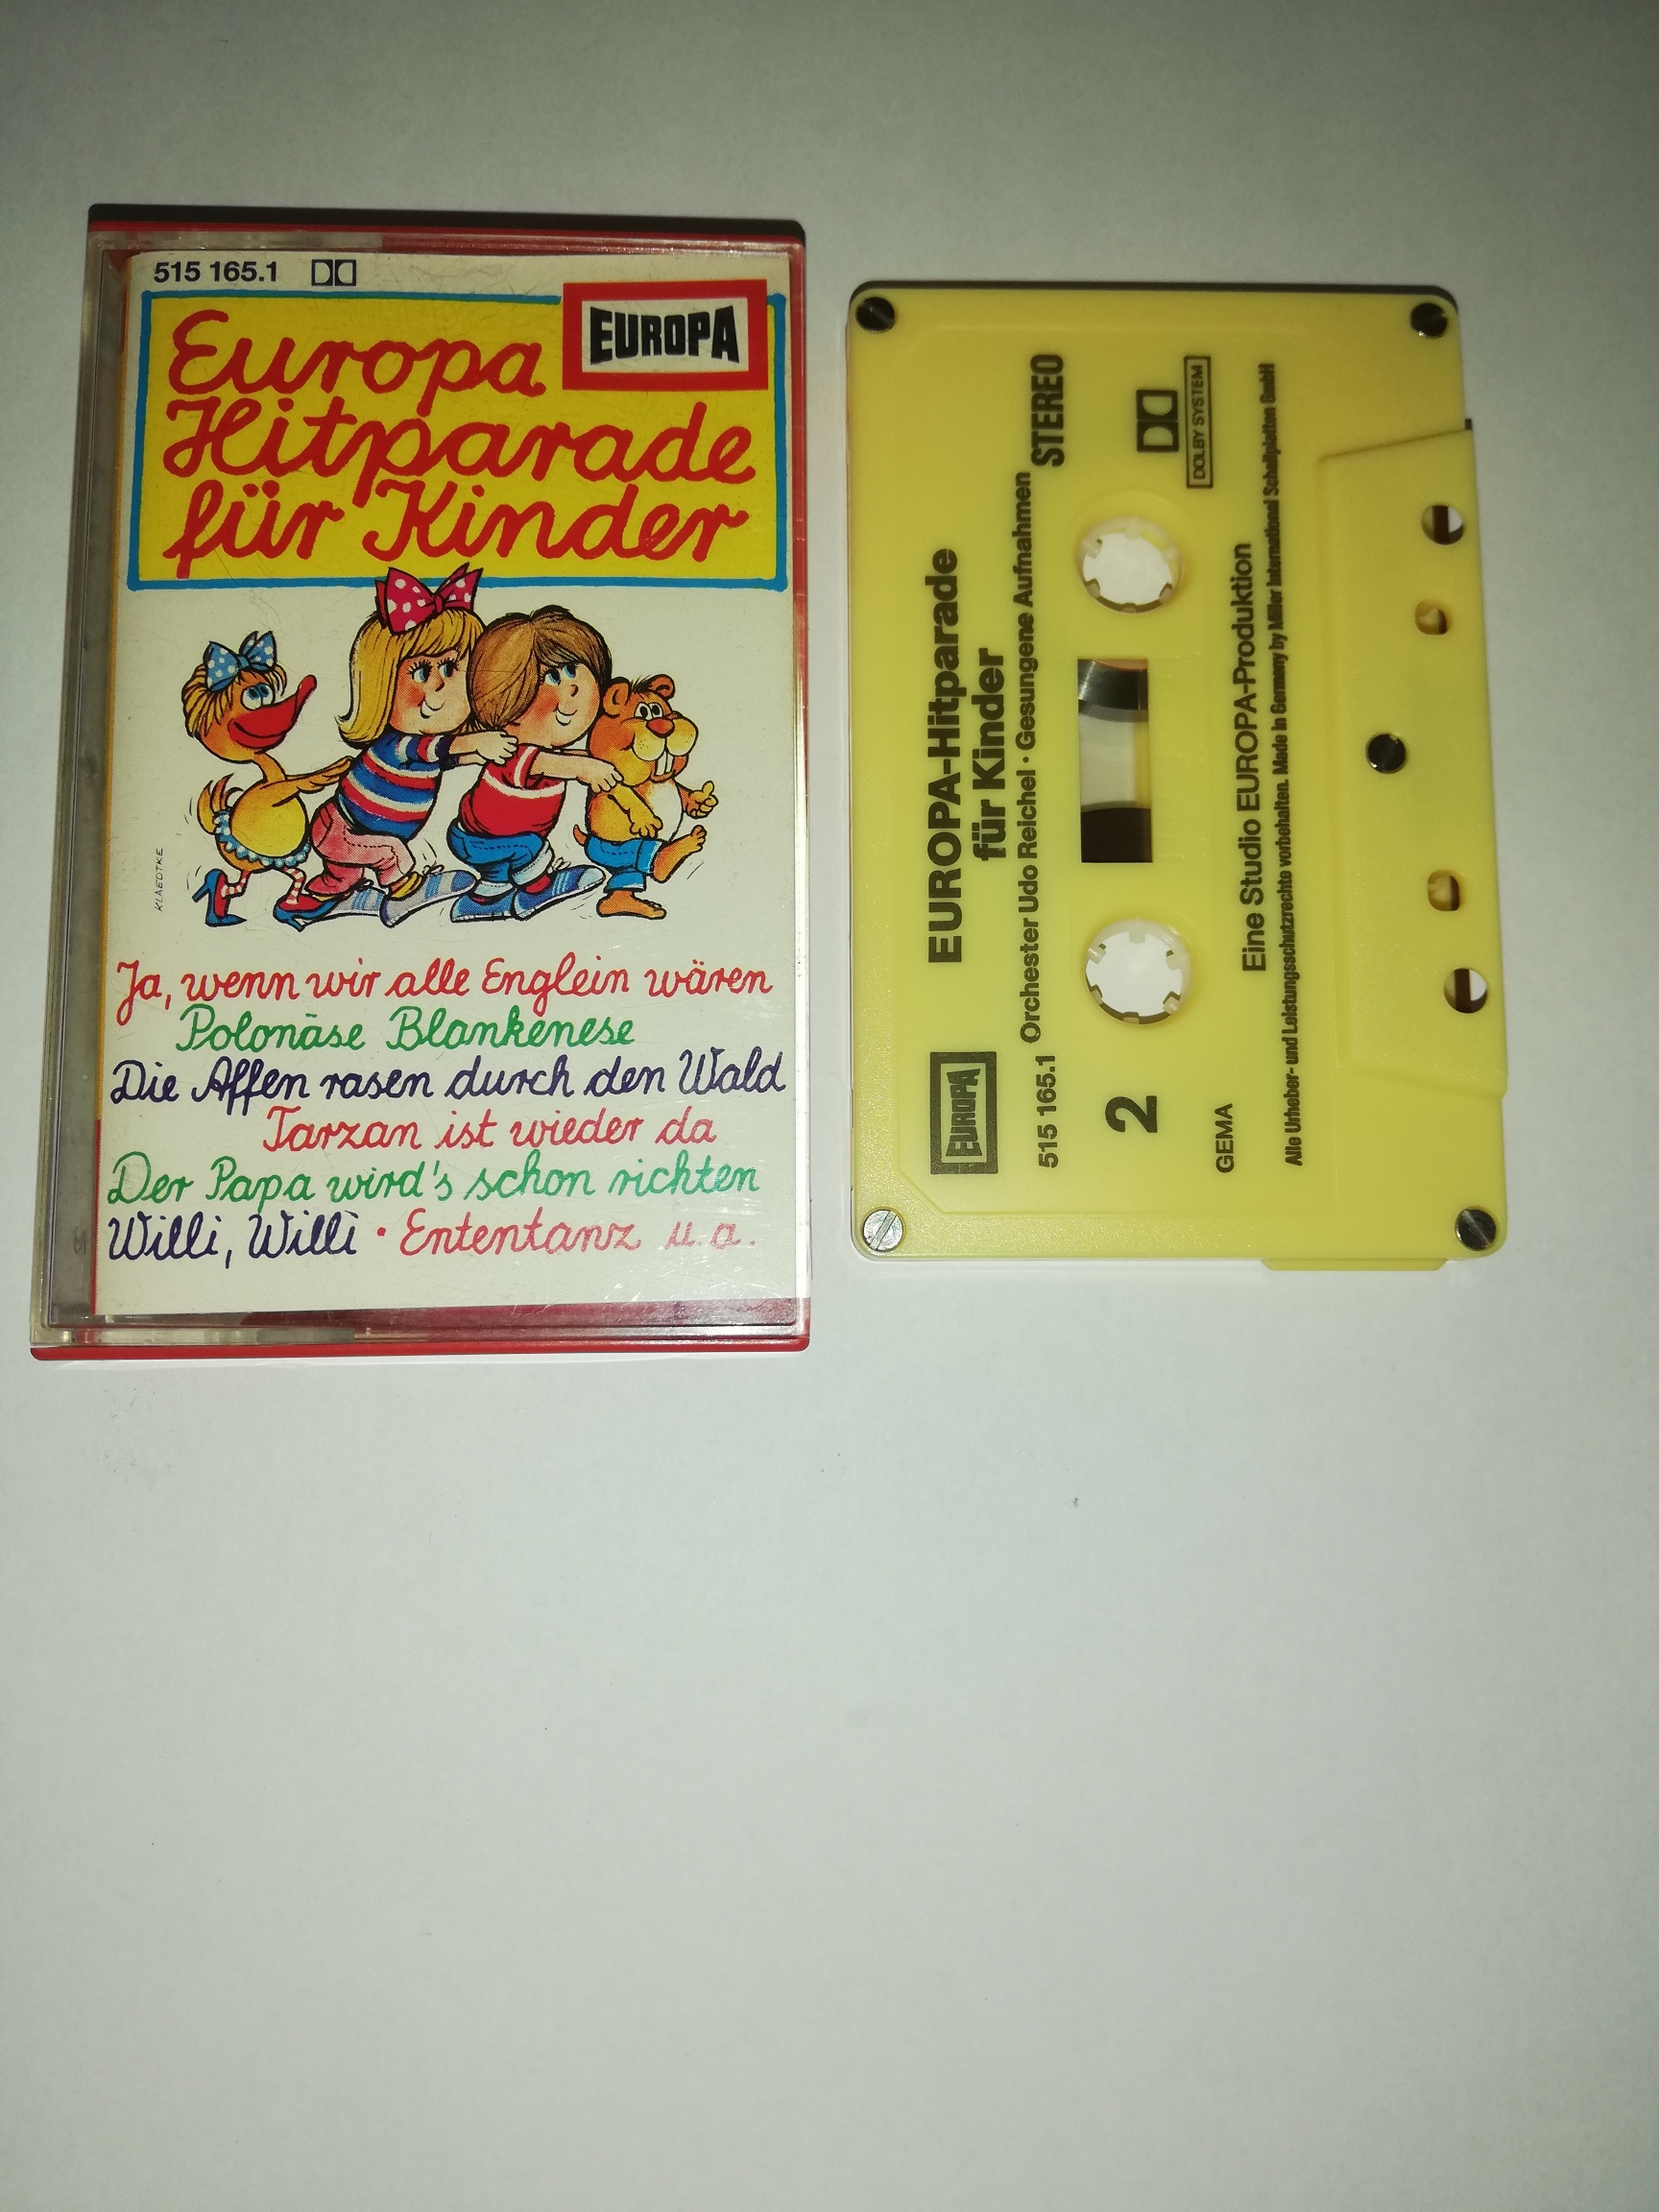 515 165.1
EUROPA
Europa
Hitparade
für Kinder
KLAEDTKE
Ja, wenn wir alle Englein wären
Polonäse Blankenese
Die Affen rasen durch den Wald
Tarzan ist wieder da
Der Papa wird's schon richten
Willi, Willi • Ententanz u.a.
EUROPA
EUROPA-Hitparade
für Kinder
Orchester Udo Reichel · Gesungene Aufnahmen
515 165.1
STEREO
2
DOLBY SYSTEM
GEMA
Eine Studio EUROPA-Produktion
Alle Urheber- und Leistungsschutzrechte vorbehalten. Made in Germany by Miller International Schallplatten GmbH